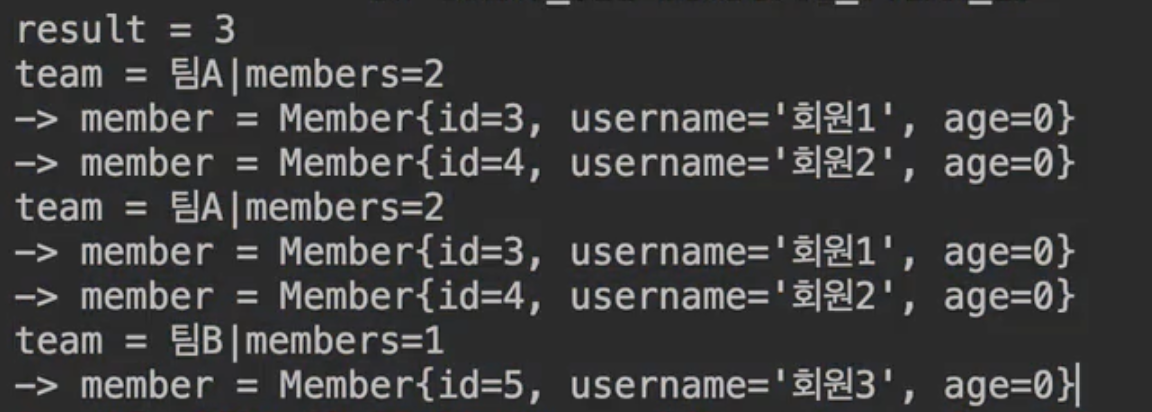 result = 3
team = 팀A|members=2
-> member = Member{id=3, username='회원1', age=0}
-> member = Member{id=4, username='회원2', age=0}
team = 팀A|members=2
-> member = Member{id=3, username='회원1', age=0}
-> member = Member{id=4, username='회원2', age=0}
team = 팀B|members=1
-> member = Member{id=5, username='회원3', age=0}